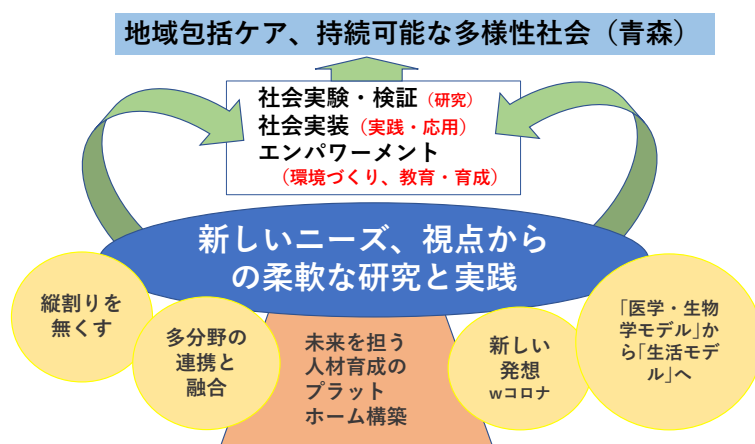 地域包括ケア、持続可能な多様性社会（青森）
社会実験・検証（研究）
社会実装（実践・応用）
エンパワーメント
（環境づくり、教育・育成）
新しいニーズ、視点から
の柔軟な研究と実践
縦割りを
無くす
多分野の
連携と
融合
未来を担う
人材育成の
プラット
ホーム構築
新しい
発想
wコロナ
「医学・生物
学モデル」か
ら「生活モデ
ル」へ